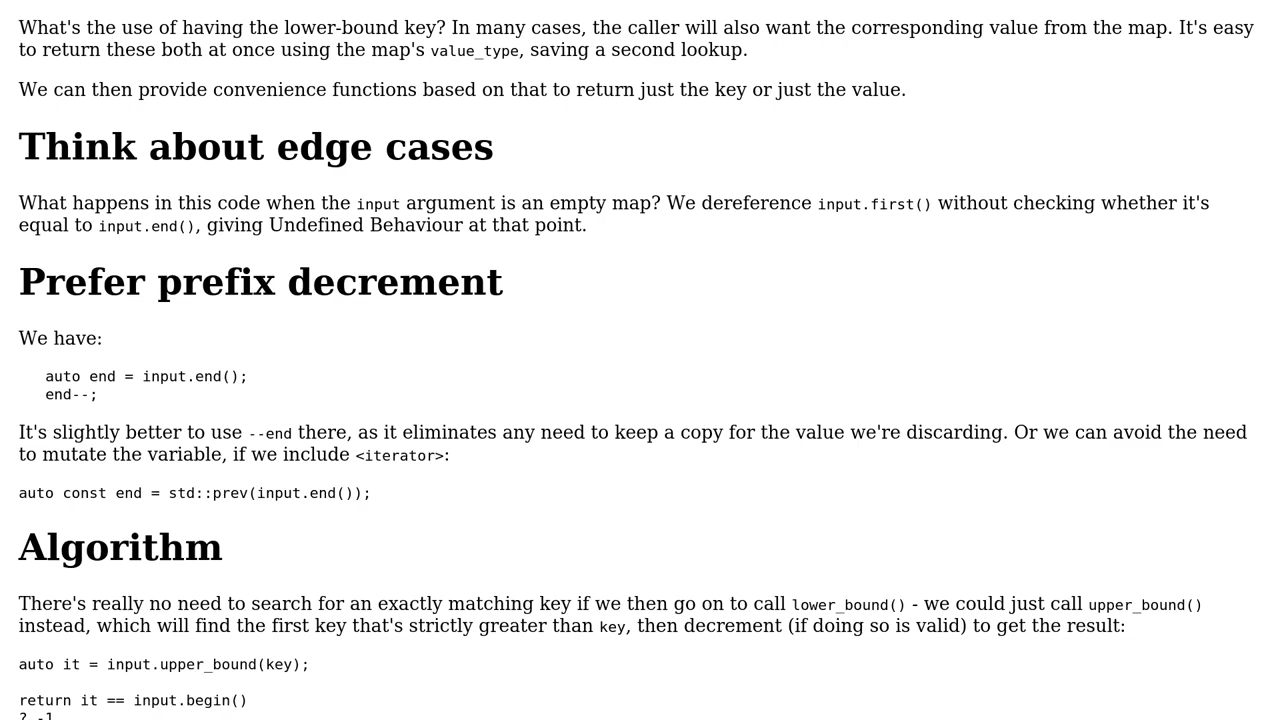 What's the use of having the lower-bound key? In many cases, the caller will also want the corresponding value from the map. It's easy
to return these both at once using the map's value_type, saving a second lookup.
We can then provide convenience functions based on that to return just the key or just the value.
Think about edge cases
What happens in this code when the input argument is an empty map? We dereference input.first() without checking whether it's
equal to input.end(), giving Undefined Behaviour at that point.
Prefer prefix decrement
We have:
auto end = input.end();
end--;
It's slightly better to use --end there, as it eliminates any need to keep a copy for the value we're discarding. Or we can avoid the need
to mutate the variable, if we include <iterator>:
auto const end = std::prev(input.end());
Algorithm
There's really no need to search for an exactly matching key if we then go on to call lower_bound() - we could just call upper_bound()
instead, which will find the first key that's strictly greater than key, then decrement (if doing so is valid) to get the result:
auto it = input.upper_bound(key);
return it == input.begin()
? -1